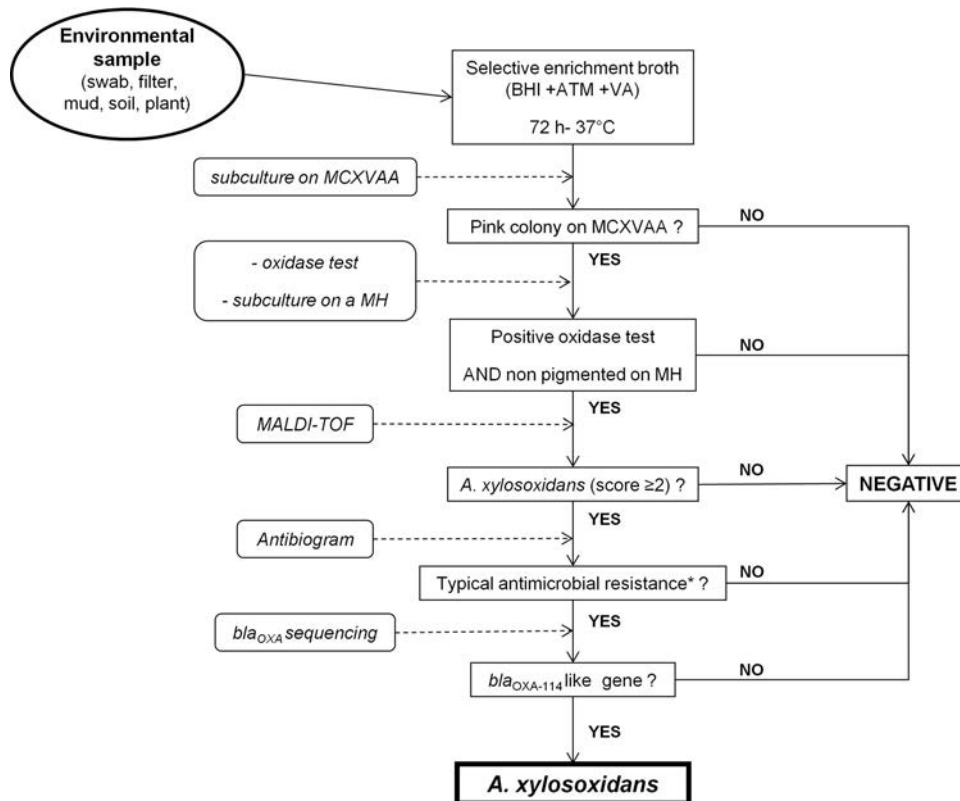 Environmental
sample
(swab, filter,
mud, soil, plant)
Selective enrichment broth
(BHI +ATM +VA)
72 h- 37°C
subculture on MCXVAA
Pink colony on MCXVAA ?
NO
YES
- oxidase test
- subculture on a MH
Positive oxidase test
AND non pigmented on MH
NO
YES
MALDI-TOF
A. xylosoxidans (score ≥2) ?
NO
NEGATIVE
YES
Antibiogram
Typical antimicrobial resistance* ?
NO
YES
blaOXA sequencing
blaOXA-114 like gene ?
NO
YES
A. xylosoxidans